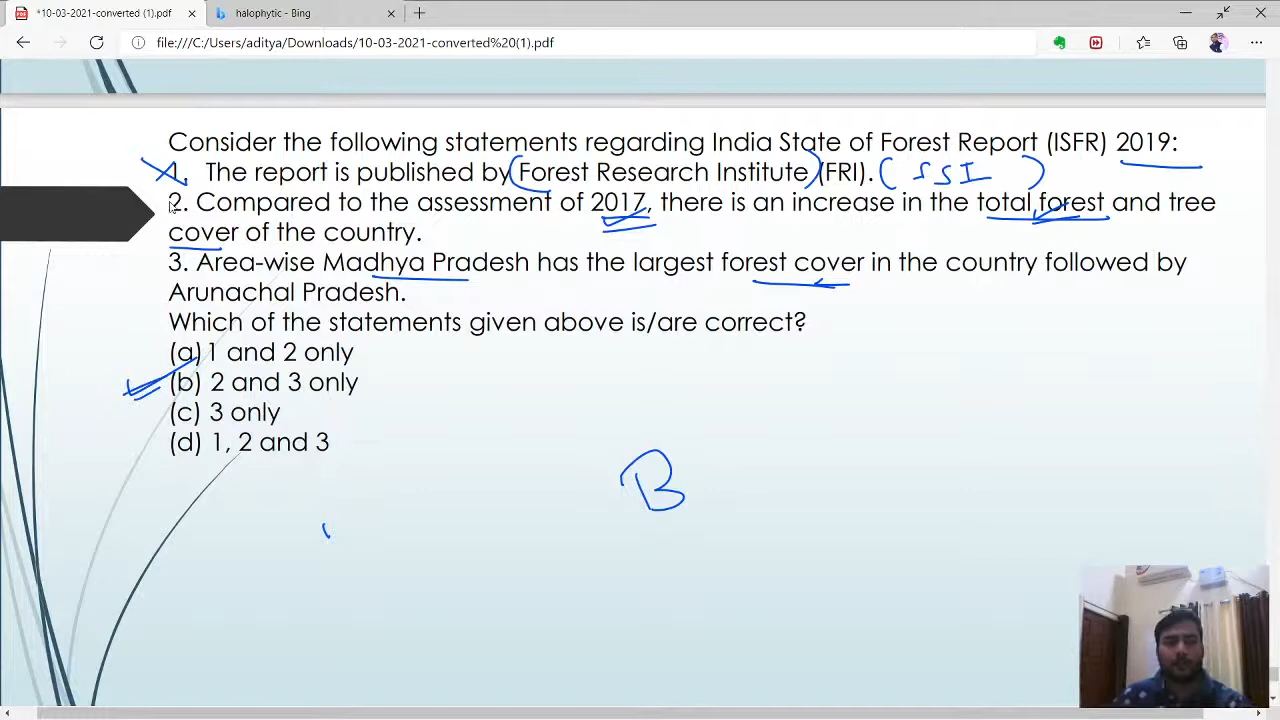 *10-03-2021-converted (1).pdf
halophytic - Bing
file:///C:/Users/aditya/Downloads/10-03-2021-converted%20(1).pdf
Consider the following statements regarding India State of Forest Report (ISFR) 2019:
1. The report is published by Forest Research Institute (FRI). (FSI)
2. Compared to the assessment of 2017, there is an increase in the total forest and tree
cover of the country.
3. Area-wise Madhya Pradesh has the largest forest cover in the country followed by
Arunachal Pradesh.
Which of the statements given above is/are correct?
(a) 1 and 2 only
(b) 2 and 3 only
(c) 3 only
(d) 1, 2 and 3
B